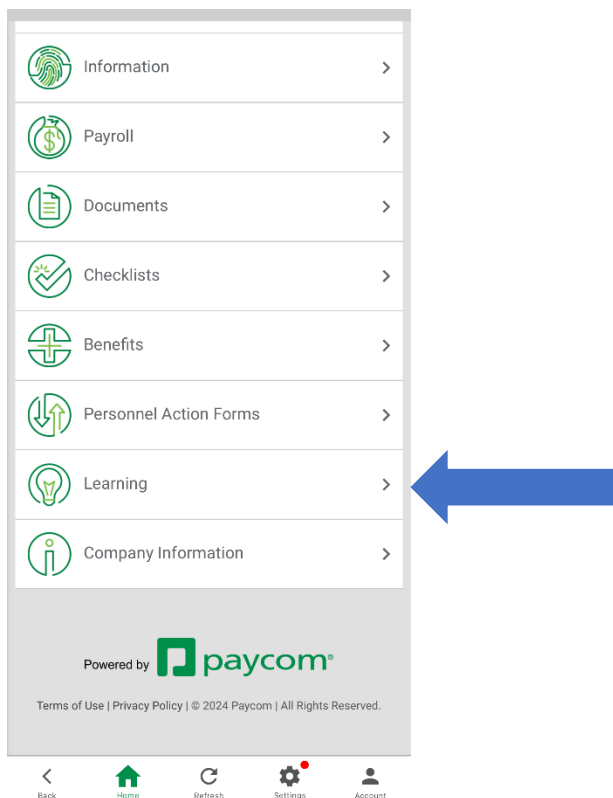 Information
Payroll
Documents
Checklists
Benefits
Personnel Action Forms
Learning
Company Information
Powered by paycom®
Terms of Use | Privacy Policy | © 2024 Paycom | All Rights Reserved.
Back Home Refresh Settings Account